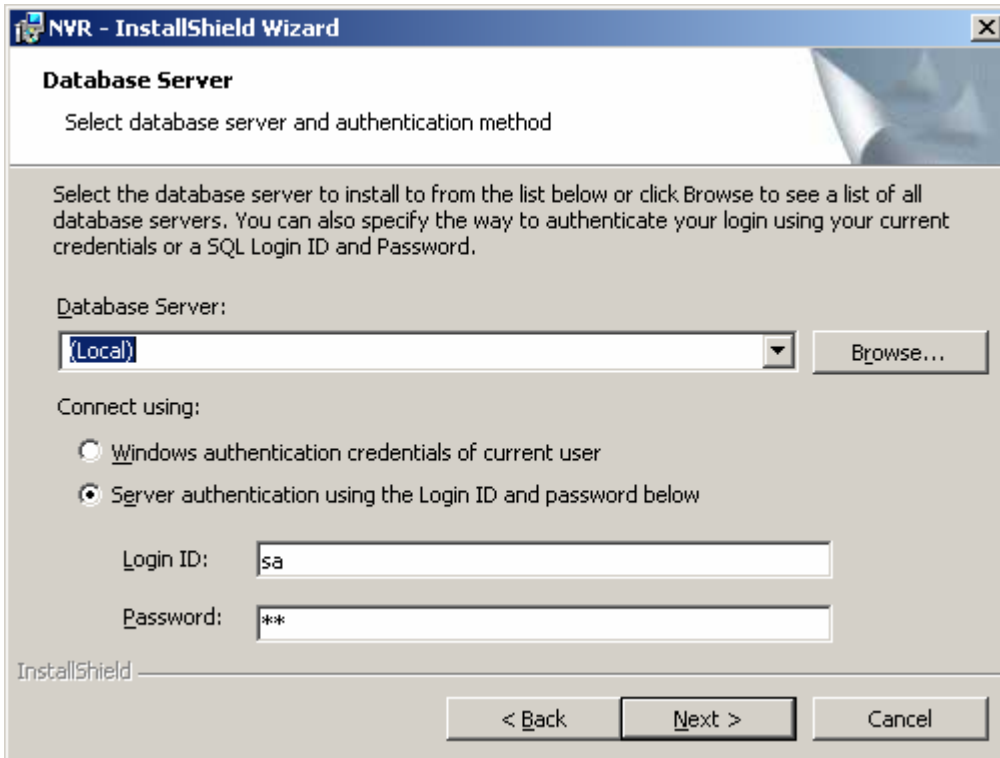 NVR - InstallShield Wizard
Database Server
Select database server and authentication method
Select the database server to install to from the list below or click Browse to see a list of all
database servers. You can also specify the way to authenticate your login using your current
credentials or a SQL Login ID and Password.
Database Server:
(Local)
Browse...
Connect using:
Windows authentication credentials of current user
Server authentication using the Login ID and password below
Login ID:
sa
Password:
**
InstallShield
< Back
Next >
Cancel